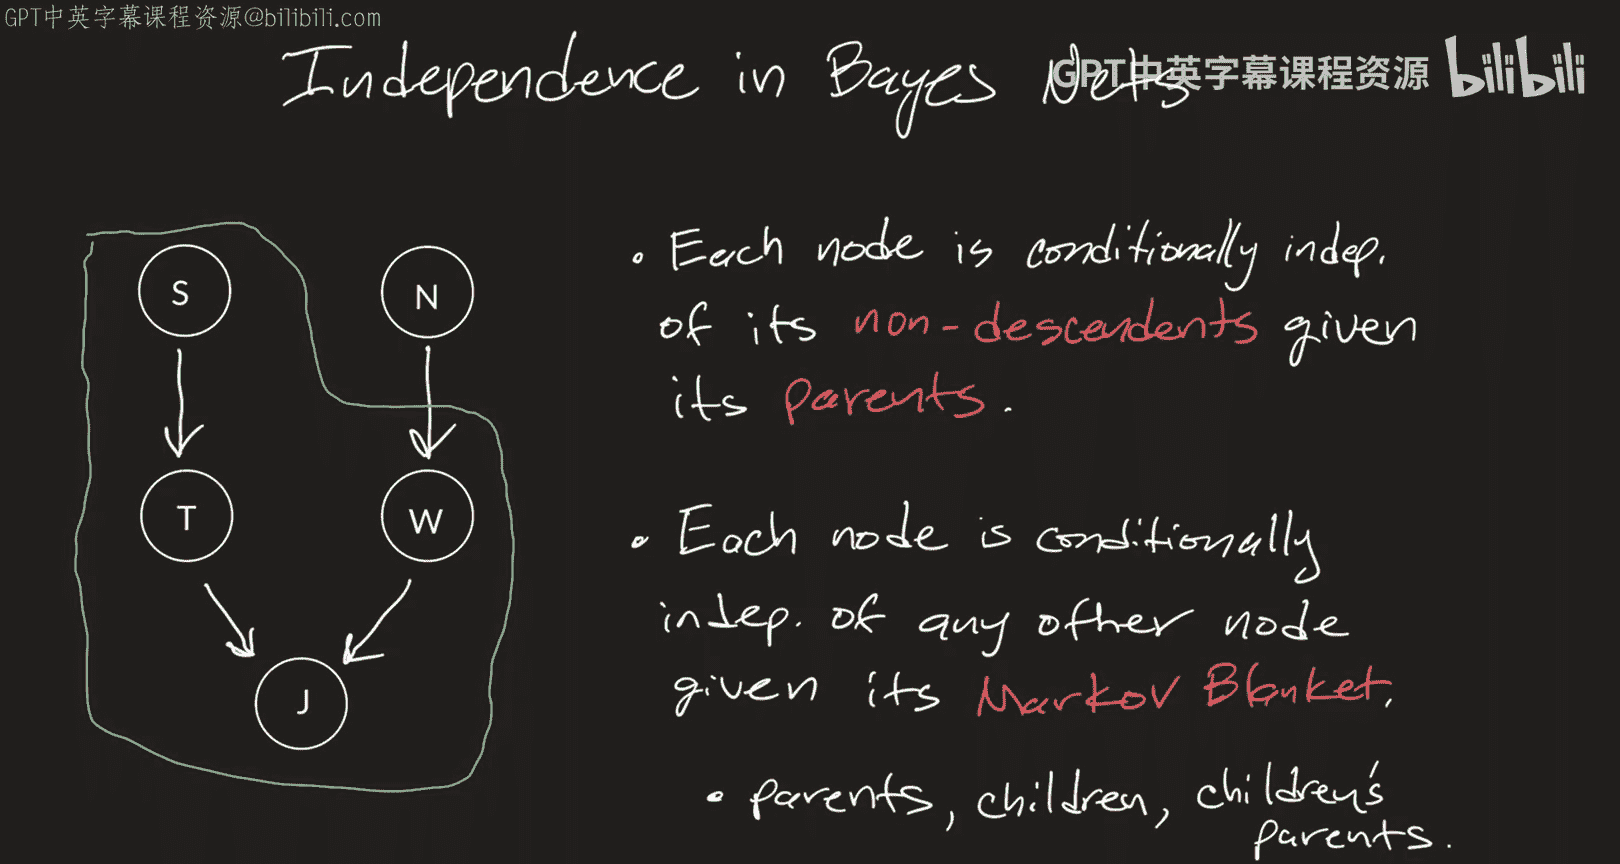 GPT中英字幕课程资源@bilibili.com
GPT中英字幕课程资源 bilibili
Independence in Bayes Nets
S
N
T
W
J
• Each node is conditionally indep.
of its non-descendents given
its parents.
• Each node is conditionally
indep. of any other node
given its Markov Blanket.
• parents, children, children's
parents.